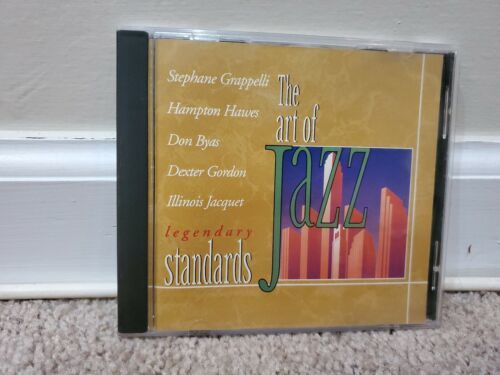 Stephane Grappelli
Hampton Hawes
Don Byas
Dexter Gordon
Illinois Jacquet
legendary
standards
The
art of
Jazz